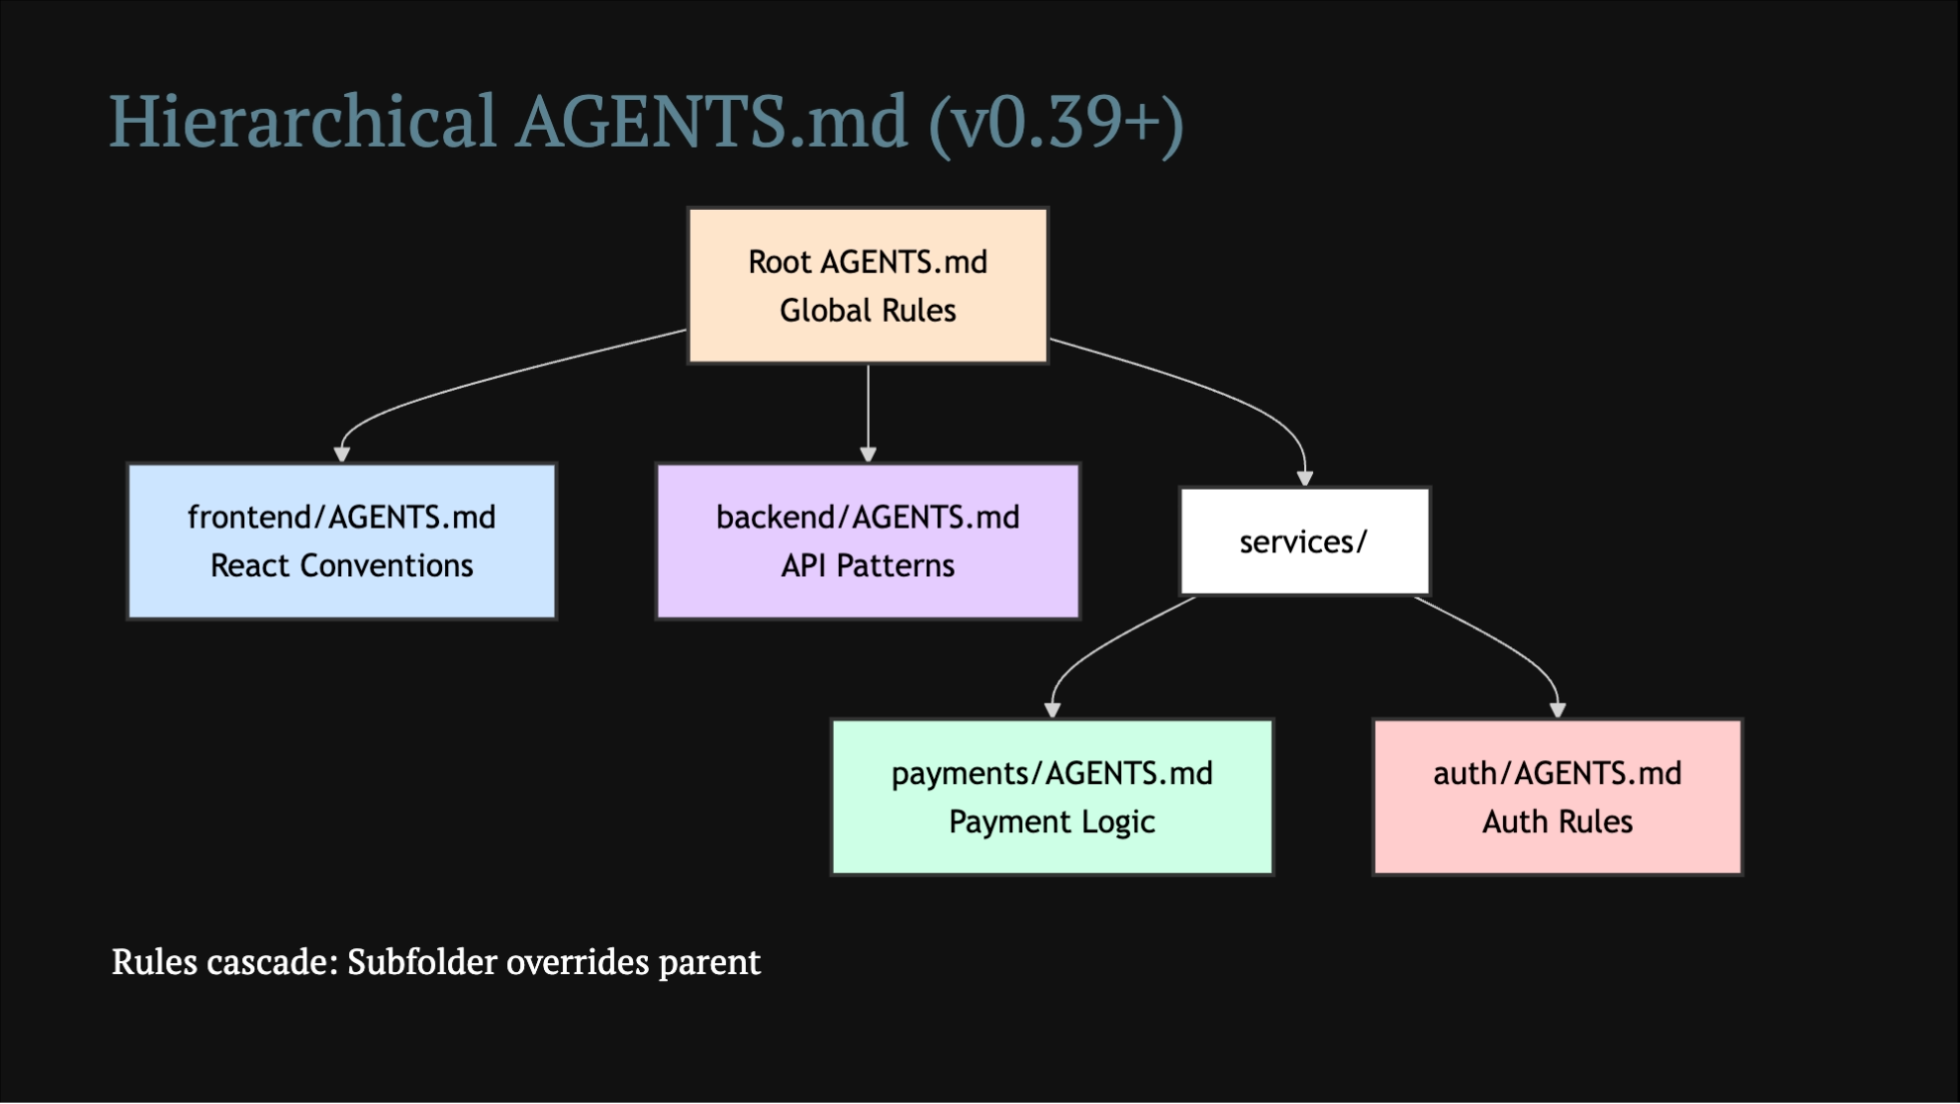 Hierarchical AGENTS.md (v0.39+)
Root AGENTS.md
Global Rules
frontend/AGENTS.md
React Conventions
backend/AGENTS.md
API Patterns
services/
payments/AGENTS.md
Payment Logic
auth/AGENTS.md
Auth Rules
Rules cascade: Subfolder overrides parent